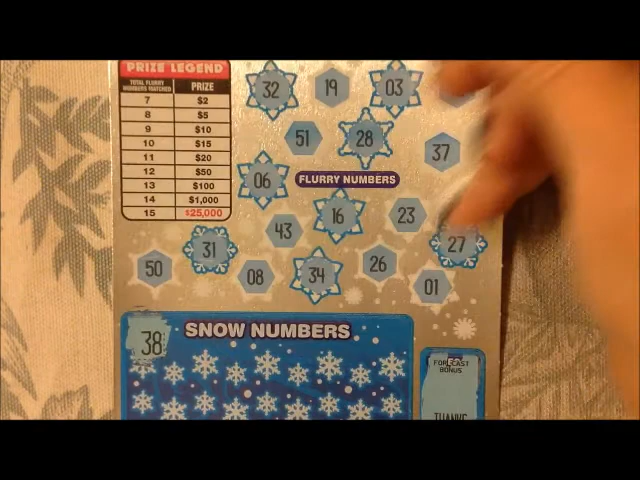 PRIZE LEGEND
TOTAL FLURRY NUMBERS MATCHED PRIZE
7 $2
8 $5
9 $10
10 $15
11 $20
12 $50
13 $100
14 $1,000
15 $25,000
32 19 03
51 28 37
06 FLURRY NUMBERS
16 23
43 27
31
50 08 34 26 01
38 SNOW NUMBERS
FORECAST
BONUS
THANKS